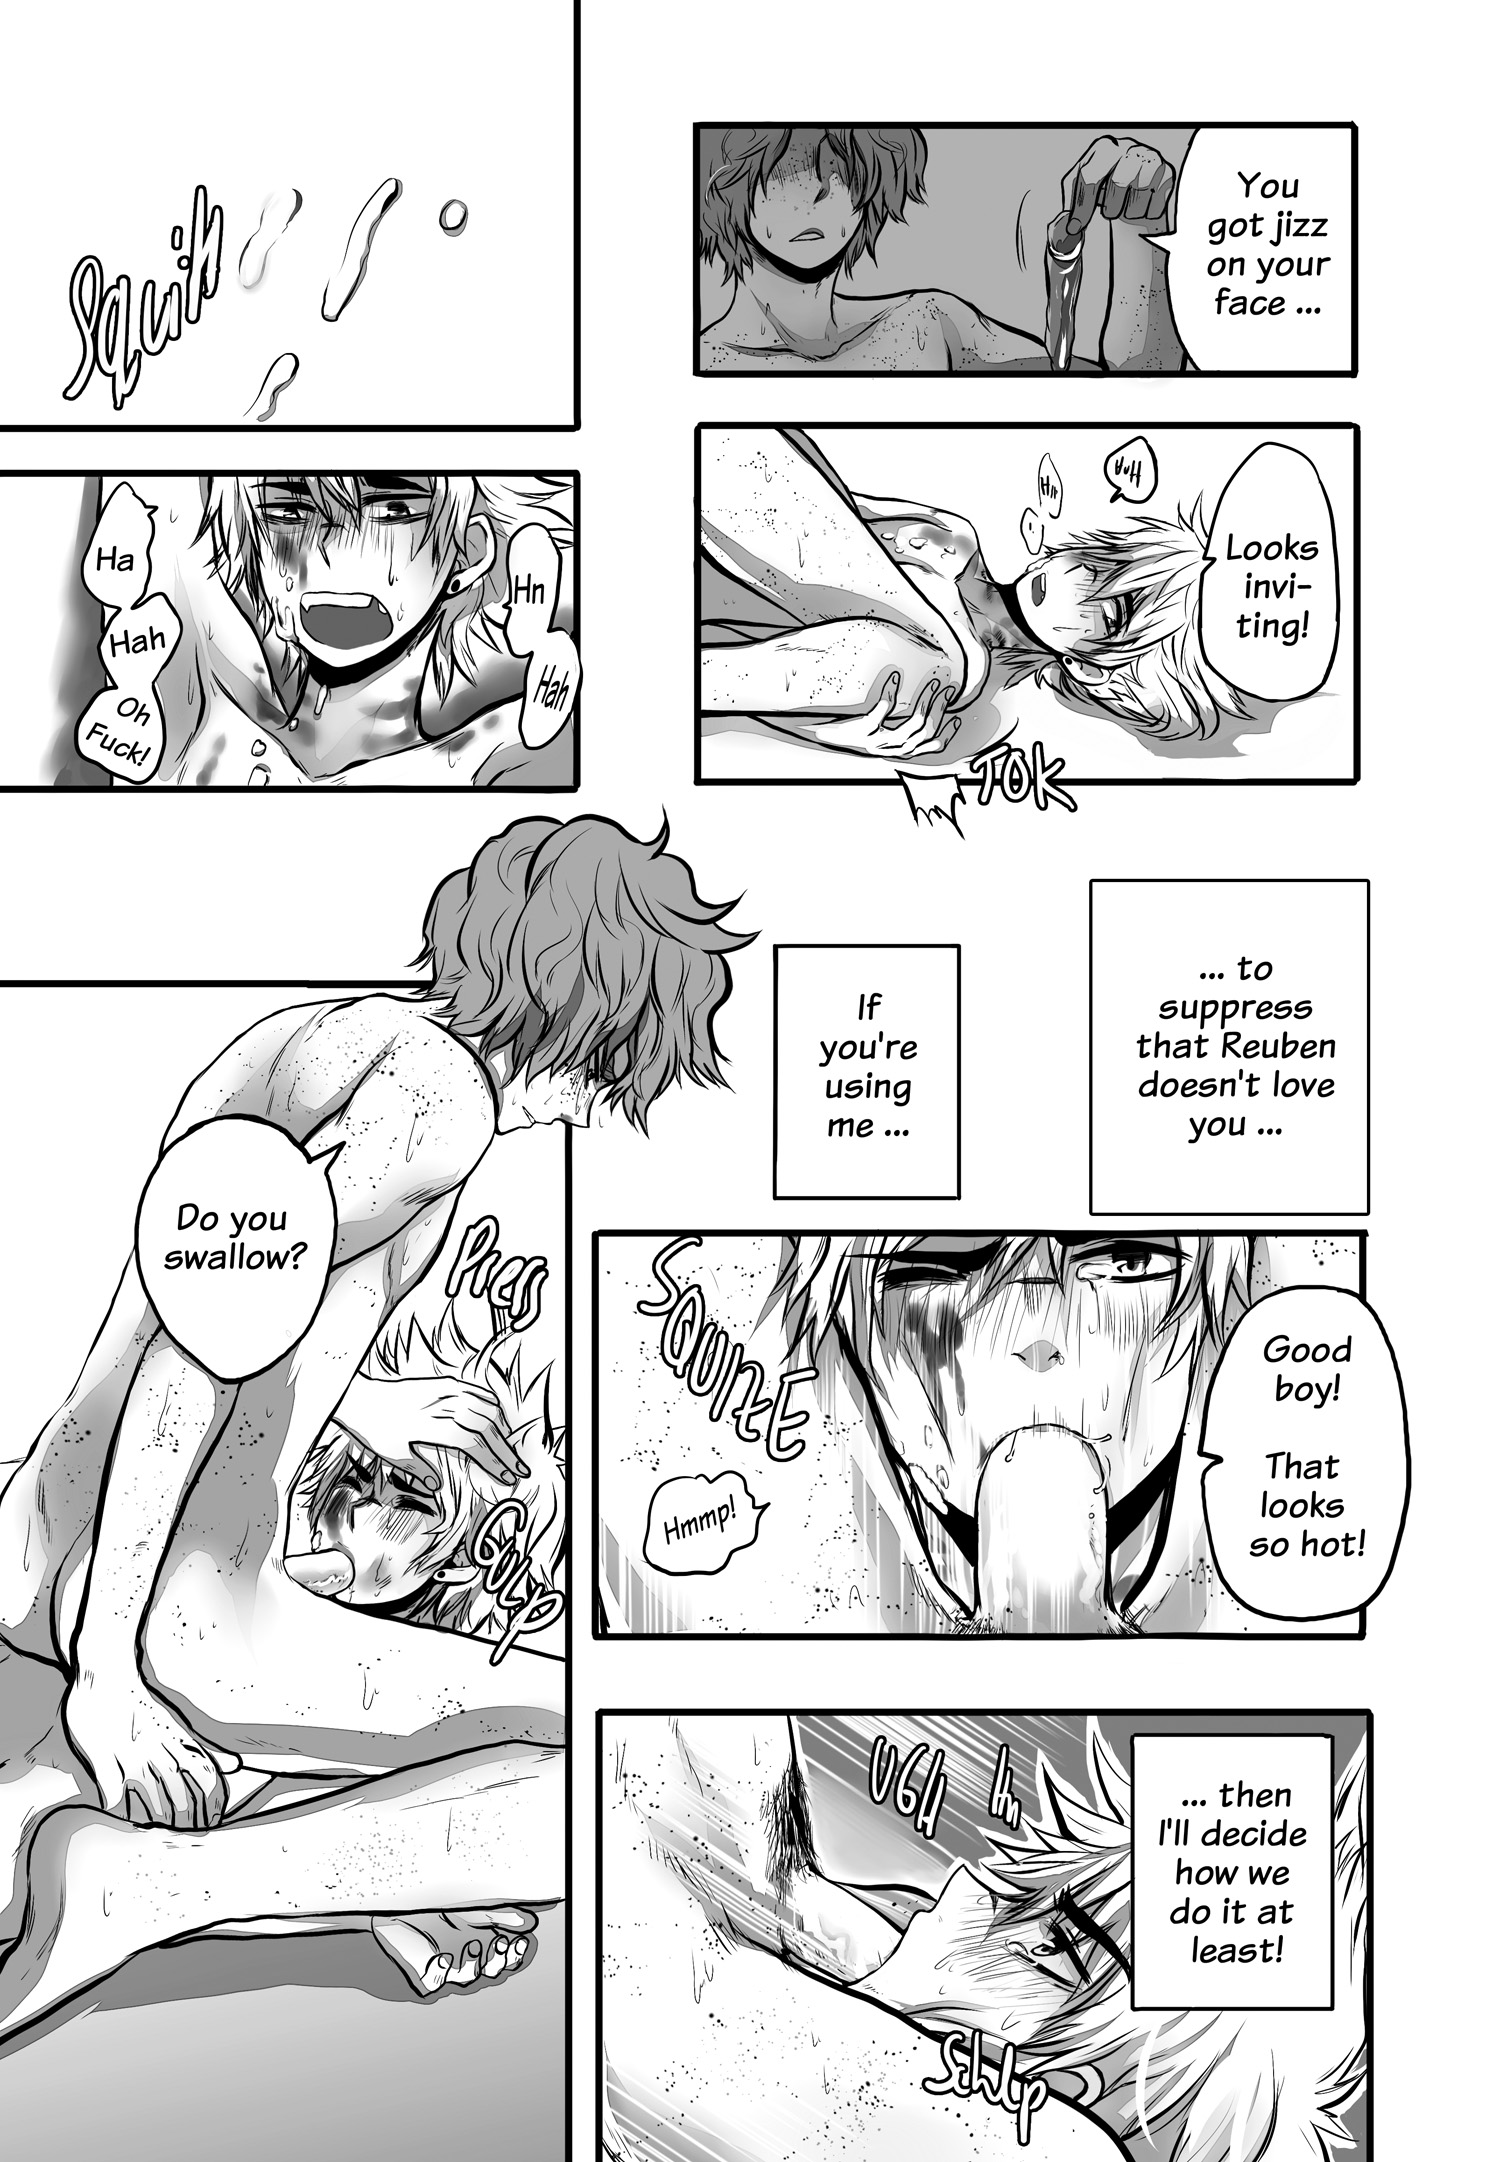 Squirt
Ha
Hah
Oh
Fuck!
Hn
Hah
You
got jizz
on your
face ...
Hah
Hn
Looks
invi-
ting!
TOK
If
you're
using
me ...
... to
suppress
that Reuben
doesn't love
you ...
Do you
swallow?
PRESS
GULP
SQUIZE
Hmmp!
Good
boy!
That
looks
so hot!
UGH
Hn
... then
I'll decide
how we
do it at
least!
Schlp